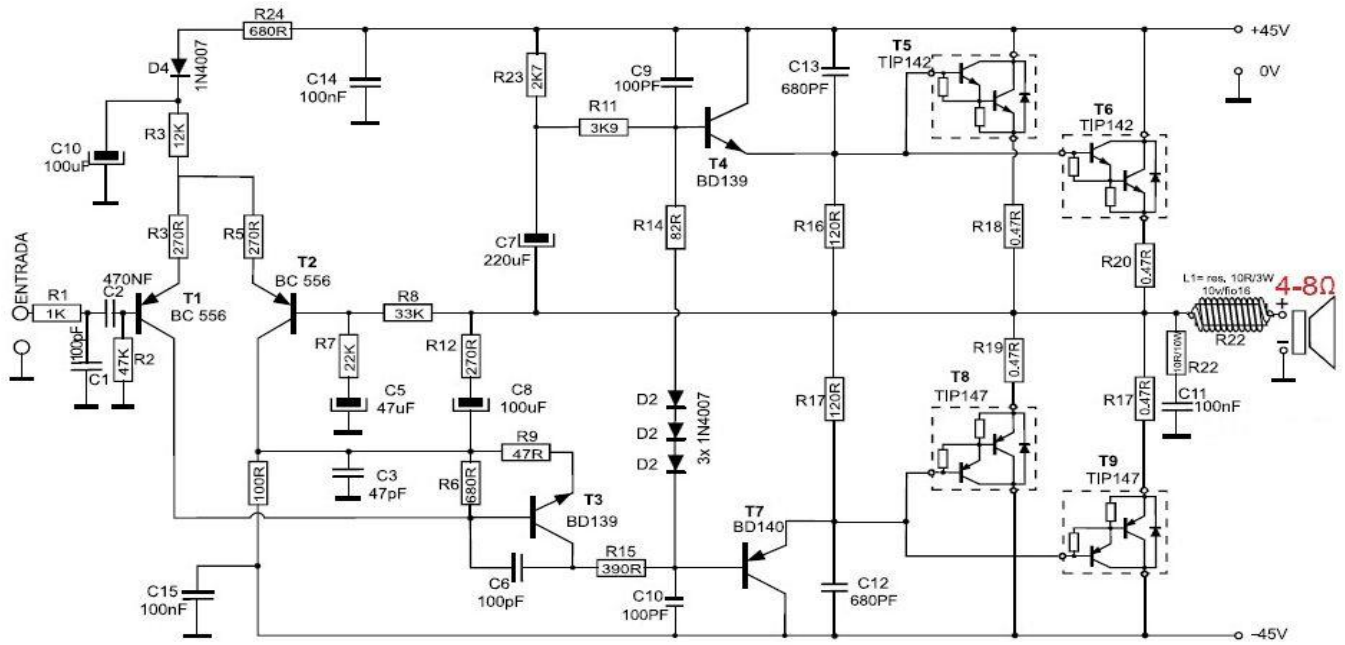 R24
680R
+45V
D4
1N4007
C14
100nF
R23
2K7
C9
100PF
C13
680PF
T5
TIP142
0V
R3
12K
C10
100uF
R11
3K9
T4
BD139
T6
TIP142
R3
270R
R5
270R
T2
BC 556
C7
220uF
R14
82R
R16
120R
R18
0.47R
R20
0.47R
ENTRADA
R1
1K
470NF
C2
T1
BC 556
R8
33K
L1= res, 10R/3W
10v/fio16
4-8Ω
+
R22
-
100pF
C1
47K
R2
R7
22K
R12
270R
R19
0.47R
10R/10W
R22
C5
47uF
C8
100uF
D2
D2
D2
3x 1N4007
R17
120R
T8
TIP147
R17
0.47R
C11
100nF
R9
47R
100R
C3
47pF
R6
680R
T3
BD139
T7
BD140
T9
TIP147
R15
390R
C15
100nF
C6
100pF
C10
100PF
C12
680PF
-45V